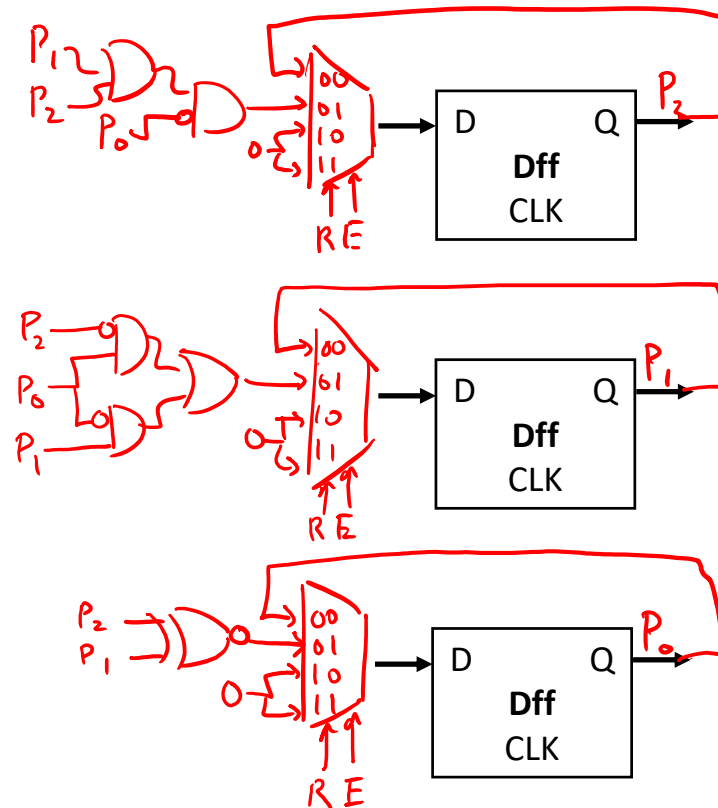 P₁
P₂
P₀
0
00
01
10
11
R E
D Q
Dff
CLK
P₂
P₂
P₀
P₁
0
00
01
10
11
R E
D Q
Dff
CLK
P₁
P₂
P₁
0
00
01
10
11
R E
D Q
Dff
CLK
P₀